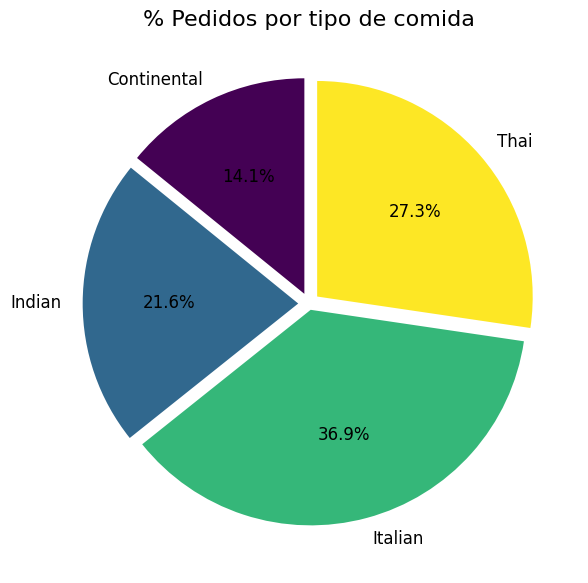 % Pedidos por tipo de comida
Continental
Thai
14.1%
27.3%
Indian
21.6%
36.9%
Italian